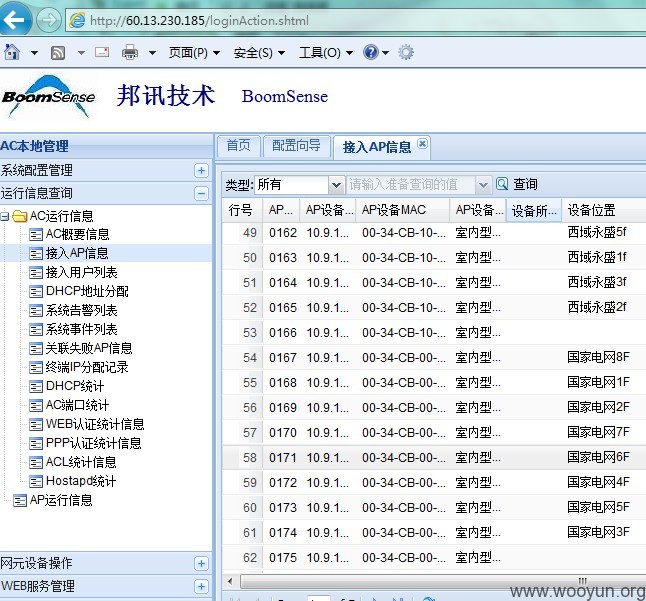 http://60.13.230.185/loginAction.shtml
页面(P) 安全(S) 工具(O)
BoomSense 邦讯技术 BoomSense
AC本地管理
系统配置管理
运行信息查询
AC运行信息
AC概要信息
接入AP信息
接入用户列表
DHCP地址分配
系统告警列表
系统事件列表
关联失败AP信息
终端IP分配记录
DHCP统计
AC端口统计
WEB认证统计信息
PPP认证统计信息
ACL统计信息
Hostapd统计
AP运行信息
网元设备操作
WEB服务管理
首页 配置向导 接入AP信息
类型: 所有 请输入准备查询的值 查询
行号 AP... AP设备... AP设备MAC AP设备... 设备所... 设备位置
49 0162 10.9.1... 00-34-CB-10-... 室内型... 西域永盛5f
50 0163 10.9.1... 00-34-CB-10-... 室内型... 西域永盛1f
51 0164 10.9.1... 00-34-CB-10-... 室内型... 西域永盛3f
52 0165 10.9.1... 00-34-CB-10-... 室内型... 西域永盛2f
53 0166 10.9.1... 00-34-CB-10-... 室内型...
54 0167 10.9.1... 00-34-CB-00-... 室内型... 国家电网8F
55 0168 10.9.1... 00-34-CB-00-... 室内型... 国家电网1F
56 0169 10.9.1... 00-34-CB-00-... 室内型... 国家电网2F
57 0170 10.9.1... 00-34-CB-00-... 室内型... 国家电网7F
58 0171 10.9.1... 00-34-CB-00-... 室内型... 国家电网6F
59 0172 10.9.1... 00-34-CB-00-... 室内型... 国家电网4F
60 0173 10.9.1... 00-34-CB-00-... 室内型... 国家电网5F
61 0174 10.9.1... 00-34-CB-00-... 室内型... 国家电网3F
62 0175 10.9.1... 00-34-CB-00-... 室内型...
www.wooyun.org